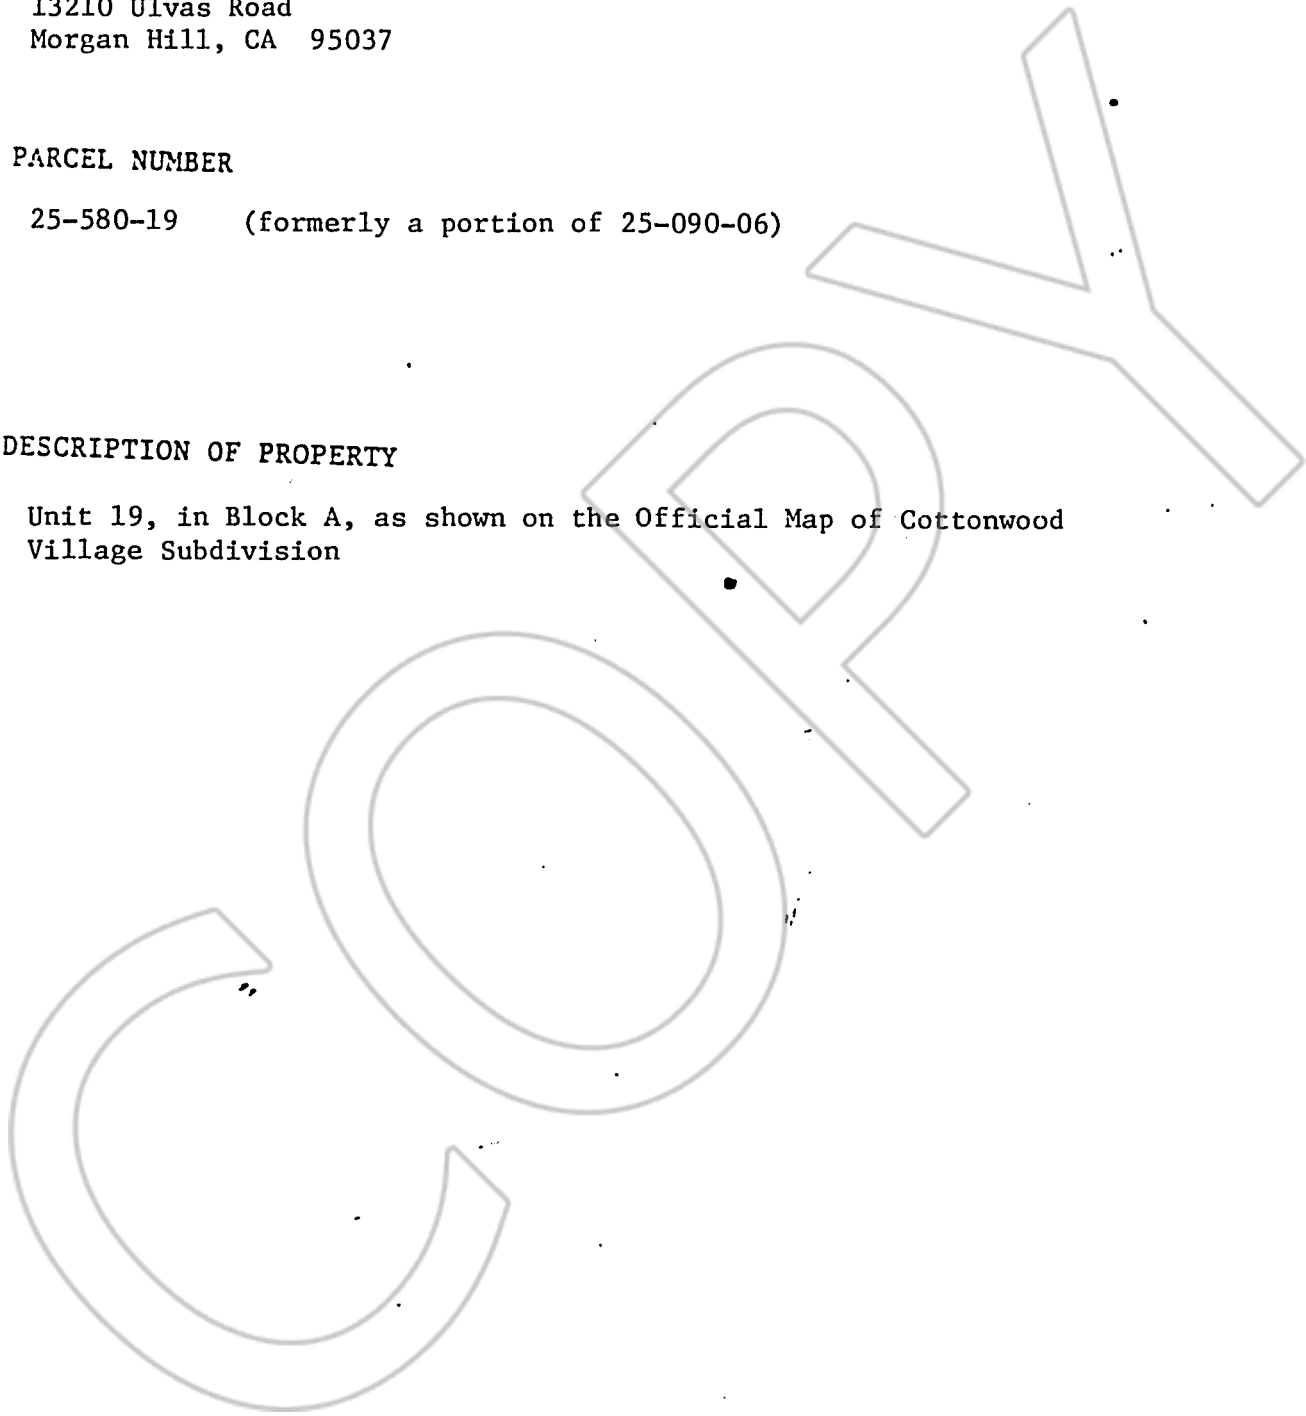 13210 Ulvas Road
Morgan Hill, CA 95037
PARCEL NUMBER
25-580-19 (formerly a portion of 25-090-06)
DESCRIPTION OF PROPERTY
Unit 19, in Block A, as shown on the Official Map of Cottonwood
Village Subdivision
COPY